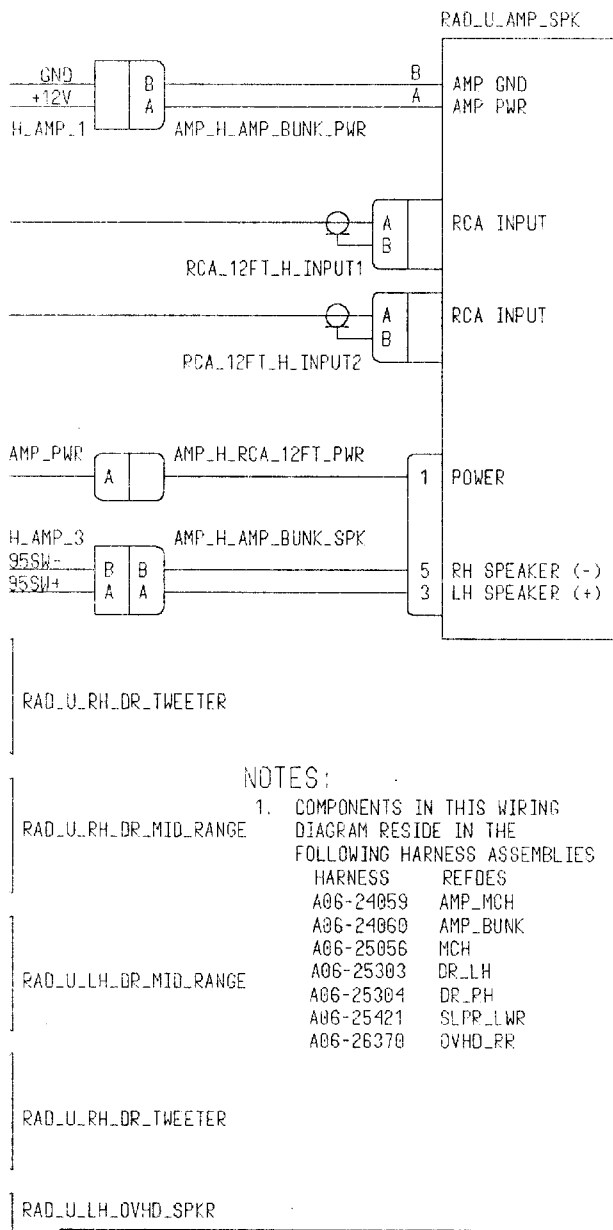 RAD_U_AMP_SPK
GND B B AMP GND
+12V A A AMP PWR
H_AMP_1 AMP_H_AMP_BUNK_PWR
A RCA INPUT
B
RCA_12FT_H_INPUT1
A RCA INPUT
B
RCA_12FT_H_INPUT2
AMP_PWR AMP_H_RCA_12FT_PWR
A 1 POWER
H_AMP_3 AMP_H_AMP_BUNK_SPK
95SW- B B 5 RH SPEAKER (-)
95SW+ A A 3 LH SPEAKER (+)
RAD_U_RH_DR_TWEETER
NOTES:
1. COMPONENTS IN THIS WIRING
DIAGRAM RESIDE IN THE
FOLLOWING HARNESS ASSEMBLIES
HARNESS REFDES
A06-24059 AMP_MCH
A06-24060 AMP_BUNK
A06-25056 MCH
A06-25303 DR_LH
A06-25304 DR_RH
A06-25421 SLPR_LWR
A06-26370 OVHD_RR
RAD_U_RH_DR_MID_RANGE
RAD_U_LH_DR_MID_RANGE
RAD_U_RH_DR_TWEETER
RAD_U_LH_OVHD_SPKR